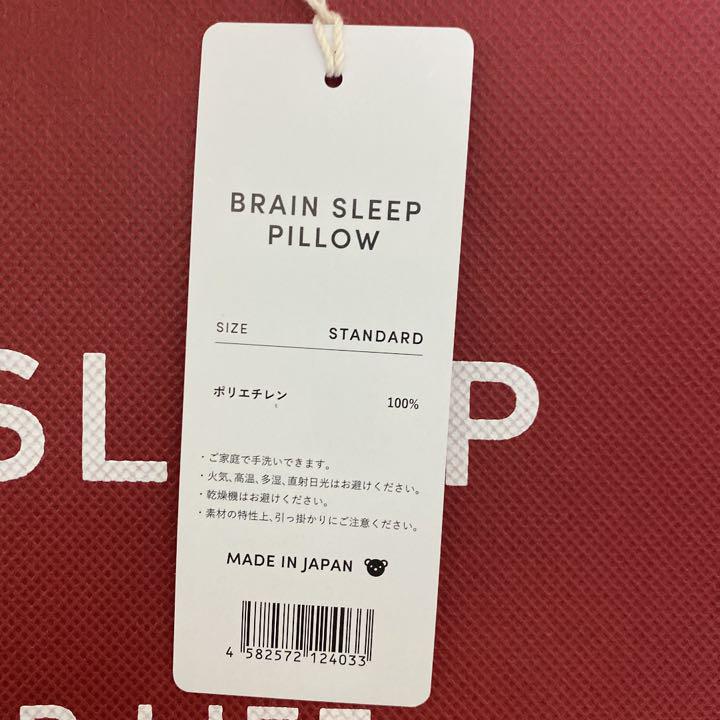 BRAIN SLEEP
PILLOW
SIZE STANDARD
ポリエチレン 100%
・ご家庭で手洗いできます。
・火気、高温、多湿、直射日光はお避けください。
・乾燥機はお避けください。
・素材の特性上、引っ掛かりにご注意ください。
MADE IN JAPAN
4 582572 124033
SL P